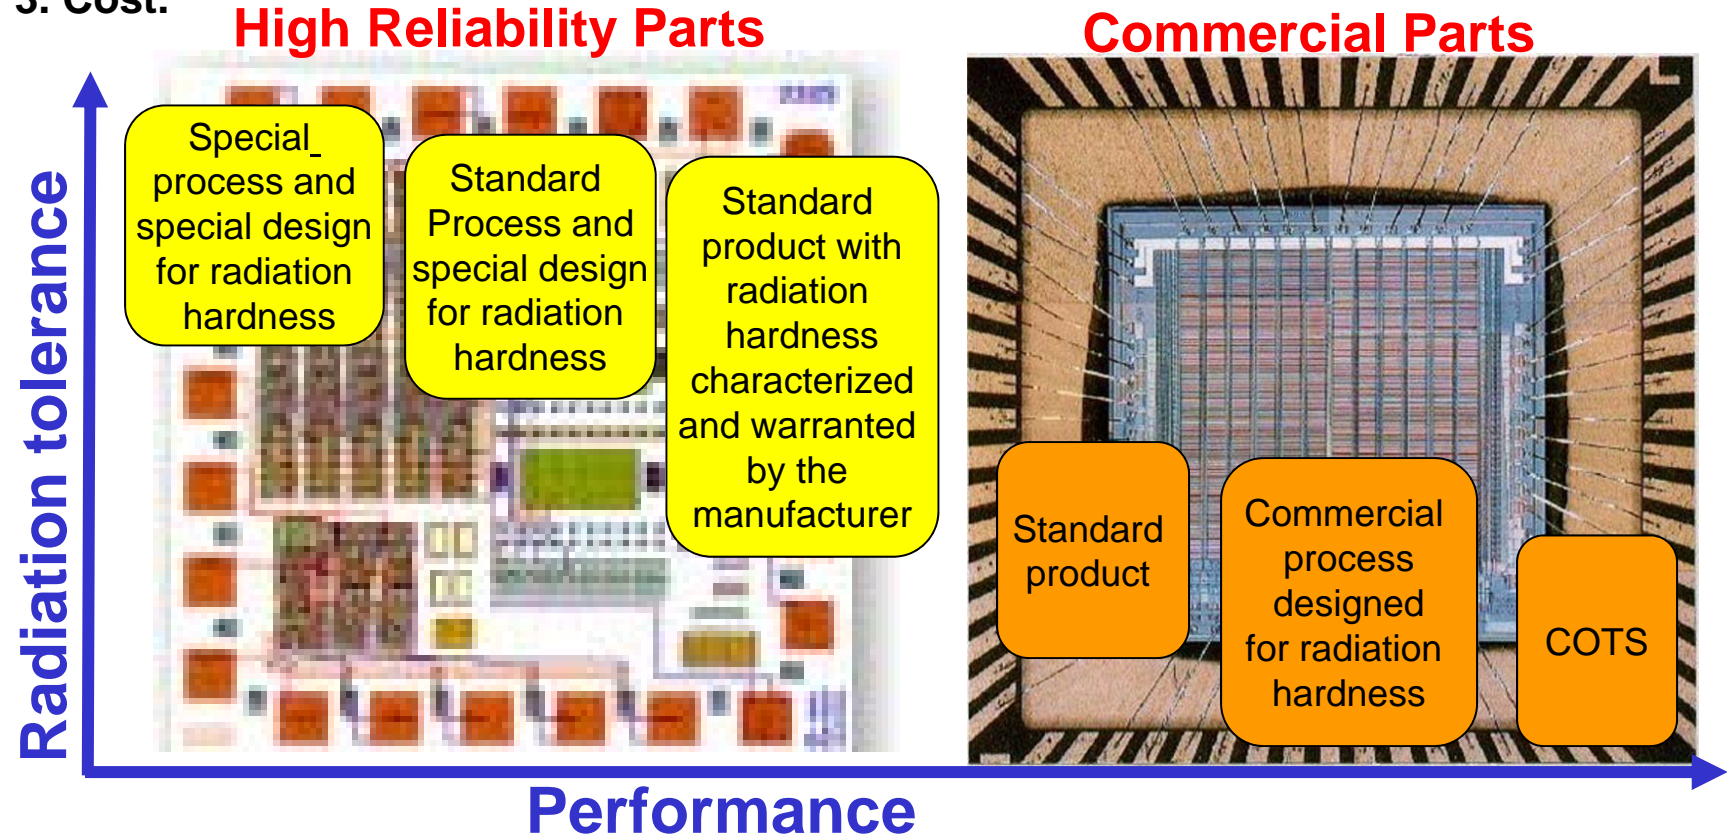 3. Cost.
High Reliability Parts
Commercial Parts
Radiation tolerance
Special
process and
special design
for radiation
hardness
Standard
Process and
special design
for radiation
hardness
Standard
product with
radiation
hardness
characterized
and warranted
by the
manufacturer
Standard
product
Commercial
process
designed
for radiation
hardness
COTS
Performance